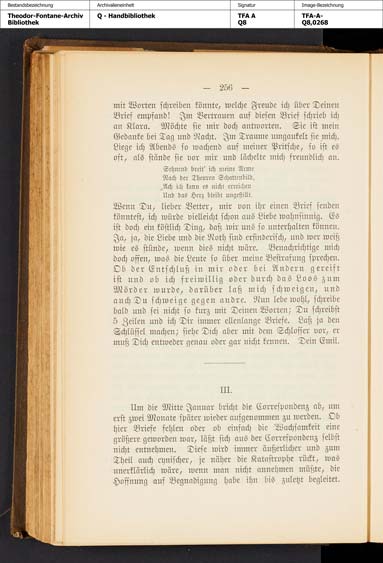 Bestandsbezeichnung Archivalieneinheit Signatur Image-Bezeichnung
Theodor-Fontane-Archiv Q - Handbibliothek TFA A TFA-A-
Bibliothek Q8 Q8,0268
— 256 —
mit Worten schreiben könnte, welche Freude ich über Deinen
Brief empfand! Im Vertrauen auf diesen Brief schrieb ich
an Klara. Möchte sie mir doch antworten. Sie ist mein
Gedanke bei Tag und Nacht. Im Traume umgaukelt sie mich.
Liege ich Abends so wachend auf meiner Pritsche, so ist es
oft, als stände sie vor mir und lächelte mich freundlich an.
Sehnend breit' ich meine Arme
Nach der Theuren Schattenbild,
„Ach ich kann es nicht erreichen
Und das Herz bleibt ungestillt.
Wenn Du, lieber Vetter, mir von ihr einen Brief senden
könntest, ich würde vielleicht schon aus Liebe wahnsinnig. Es
ist doch ein köstlich Ding, daß wir uns so unterhalten können.
Ja, ja, die Liebe und die Noth sind erfinderisch, und wer weiß
wie es stünde, wenn dies nicht wäre. Benachrichtige mich
doch offen, was die Leute so über meine Bestrafung sprechen.
Ob der Entschluß in mir oder bei Andern gereift
ist und ob ich freiwillig oder durch das Loos zum
Mörder wurde, darüber laß mich schweigen, und
auch Du schweige gegen andre. Nun lebe wohl, schreibe
bald und sei nicht so kurz mit Deinen Worten; Du schreibst
5 Zeilen und ich Dir immer ellenlange Briefe. Laß ja den
Schlüssel machen; siehe Dich aber mit dem Schlosser vor, er
muß Dich entweder genau oder gar nicht kennen. Dein Emil.
III.
Um die Mitte Januar bricht die Correspondenz ab, um
erst zwei Monate später wieder aufgenommen zu werden. Ob
hier Briefe fehlen oder ob einfach die Wachsamkeit eine
größere geworden war, läßt sich aus der Correspondenz selbst
nicht entnehmen. Diese wird immer äußerlicher und zum
Theil auch cynischer, je näher die Katastrophe rückt, was
unerklärlich wäre, wenn man nicht annehmen müßte, die
Hoffnung auf Begnadigung habe ihn bis zuletzt begleitet.